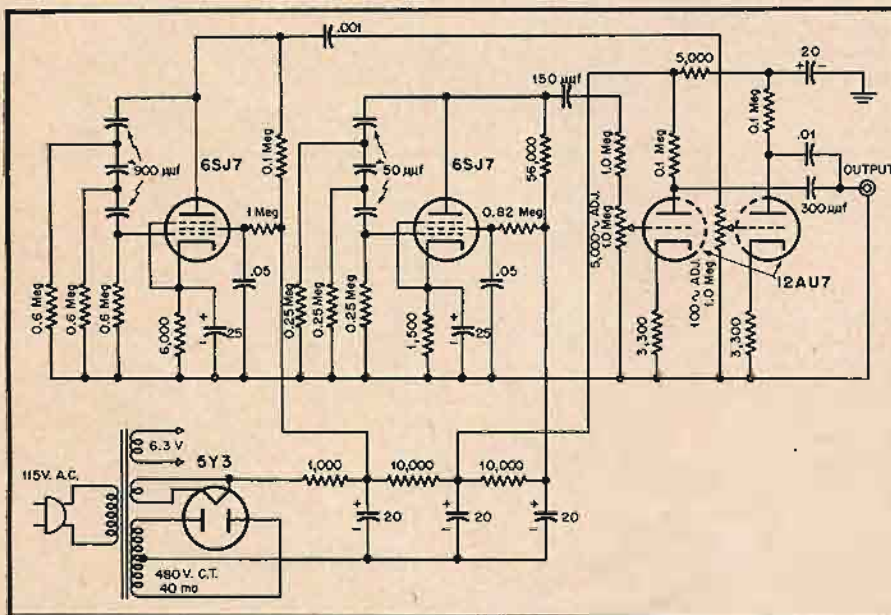 .001
5,000
20
+ -
150 μμf
0.1 Meg
900 μμf
6SJ7
0.1 Meg
50 μμf
6SJ7
56,000
1.0 Meg
0.1 Meg
.01
OUTPUT
300 μμf
1 Meg
0.82 Meg
5,000~ ADJ.
1.0 Meg
.05
.05
100~ ADJ.
1.0 Meg
12AU7
0.6 Meg
0.6 Meg
0.6 Meg
6,000
+
-
25
0.25 Meg
0.25 Meg
0.25 Meg
1,500
+
-
25
3,300
3,300
6.3 V
5Y3
115V. A.C.
1,000
10,000
10,000
+
-
20
+
-
20
+
-
20
480 V. C.T.
40 ma